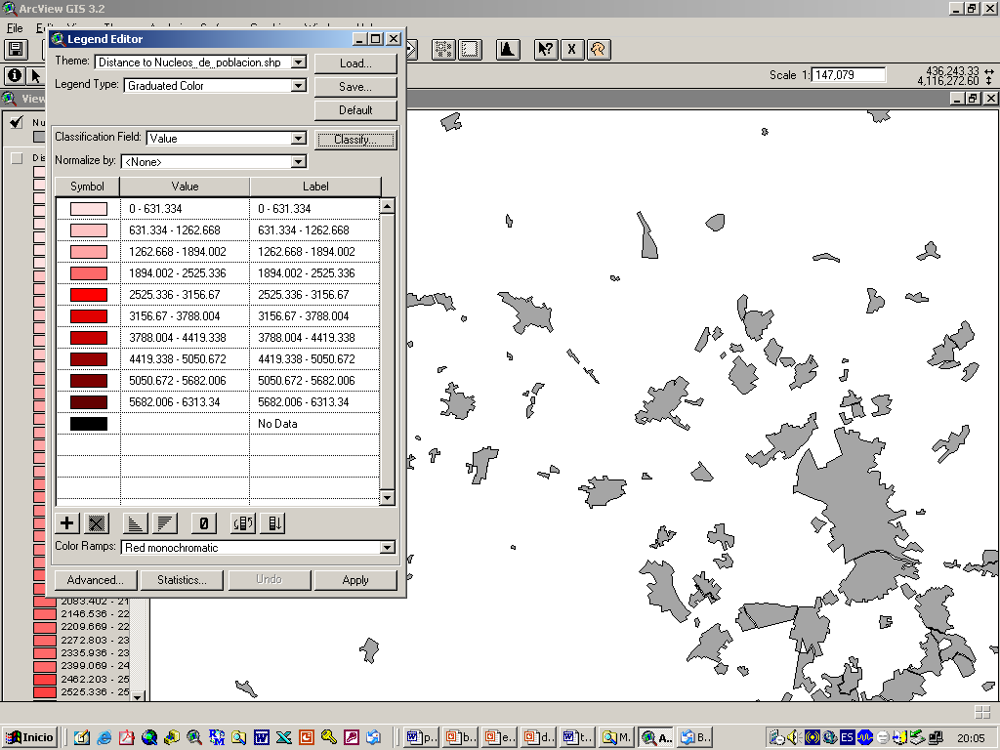 ArcView GIS 3.2
File
Legend Editor
Theme: Distance to Nucleos_de_poblacion.shp
Load...
Legend Type: Graduated Color
Save...
Default
Scale 1: 147,079
436,243.33
4,116,272.60
View
Classification Field: Value
Classify...
Normalize by: <None>
Symbol Value Label
0 - 631.334 0 - 631.334
631.334 - 1262.668 631.334 - 1262.668
1262.668 - 1894.002 1262.668 - 1894.002
1894.002 - 2525.336 1894.002 - 2525.336
2525.336 - 3156.67 2525.336 - 3156.67
3156.67 - 3788.004 3156.67 - 3788.004
3788.004 - 4419.338 3788.004 - 4419.338
4419.338 - 5050.672 4419.338 - 5050.672
5050.672 - 5682.006 5050.672 - 5682.006
5682.006 - 6313.34 5682.006 - 6313.34
No Data
Color Ramps: Red monochromatic
Advanced... Statistics... Undo Apply
2083.402 - 21
2146.536 - 22
2209.669 - 23
2272.803 - 23
2335.936 - 23
2399.069 - 24
2462.203 - 25
2525.336 - 25
Inicio
p.. b.. e.. d.. t.. M. A.. B..
ES
20:05